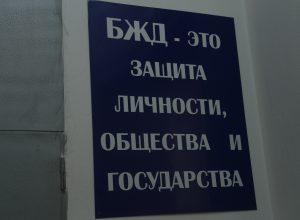 БЖД - ЭТО
ЗАЩИТА
ЛИЧНОСТИ,
ОБЩЕСТВА И
ГОСУДАРСТВА